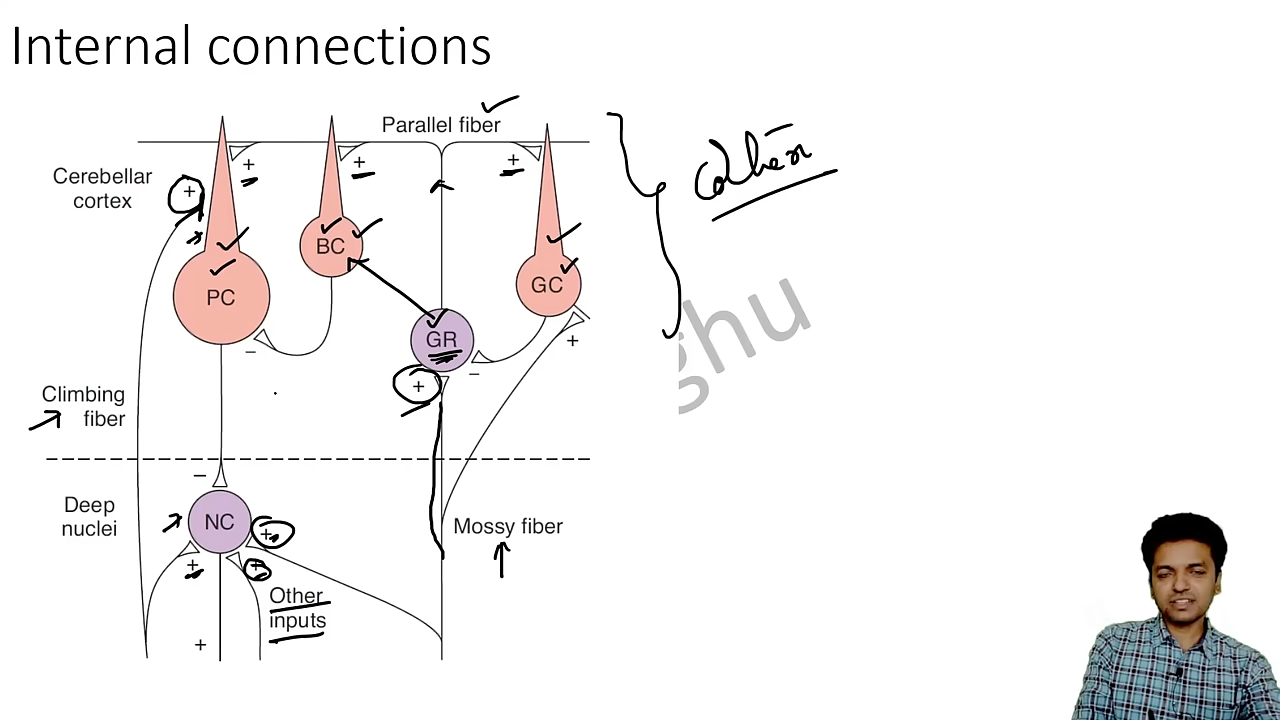 Internal connections
Parallel fiber
Cerebellar
cortex
+
+
+
+
BC
PC
GC
GR
−
−
+
+
Climbing
fiber
−
Deep
nuclei
NC
+
Mossy fiber
+
+
Other
inputs
+
ghu